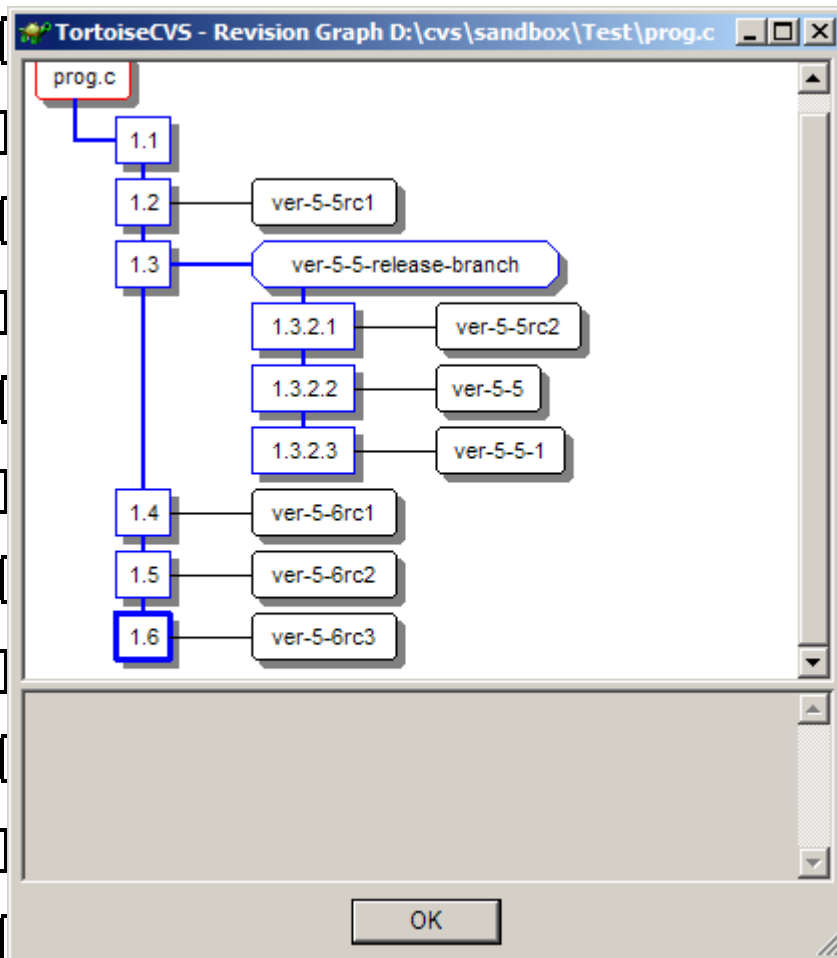 TortoiseCVS - Revision Graph D:\cvs\sandbox\Test\prog.c
prog.c
1.1
1.2 ver-5-5rc1
1.3 ver-5-5-release-branch
1.3.2.1 ver-5-5rc2
1.3.2.2 ver-5-5
1.3.2.3 ver-5-5-1
1.4 ver-5-6rc1
1.5 ver-5-6rc2
1.6 ver-5-6rc3
OK